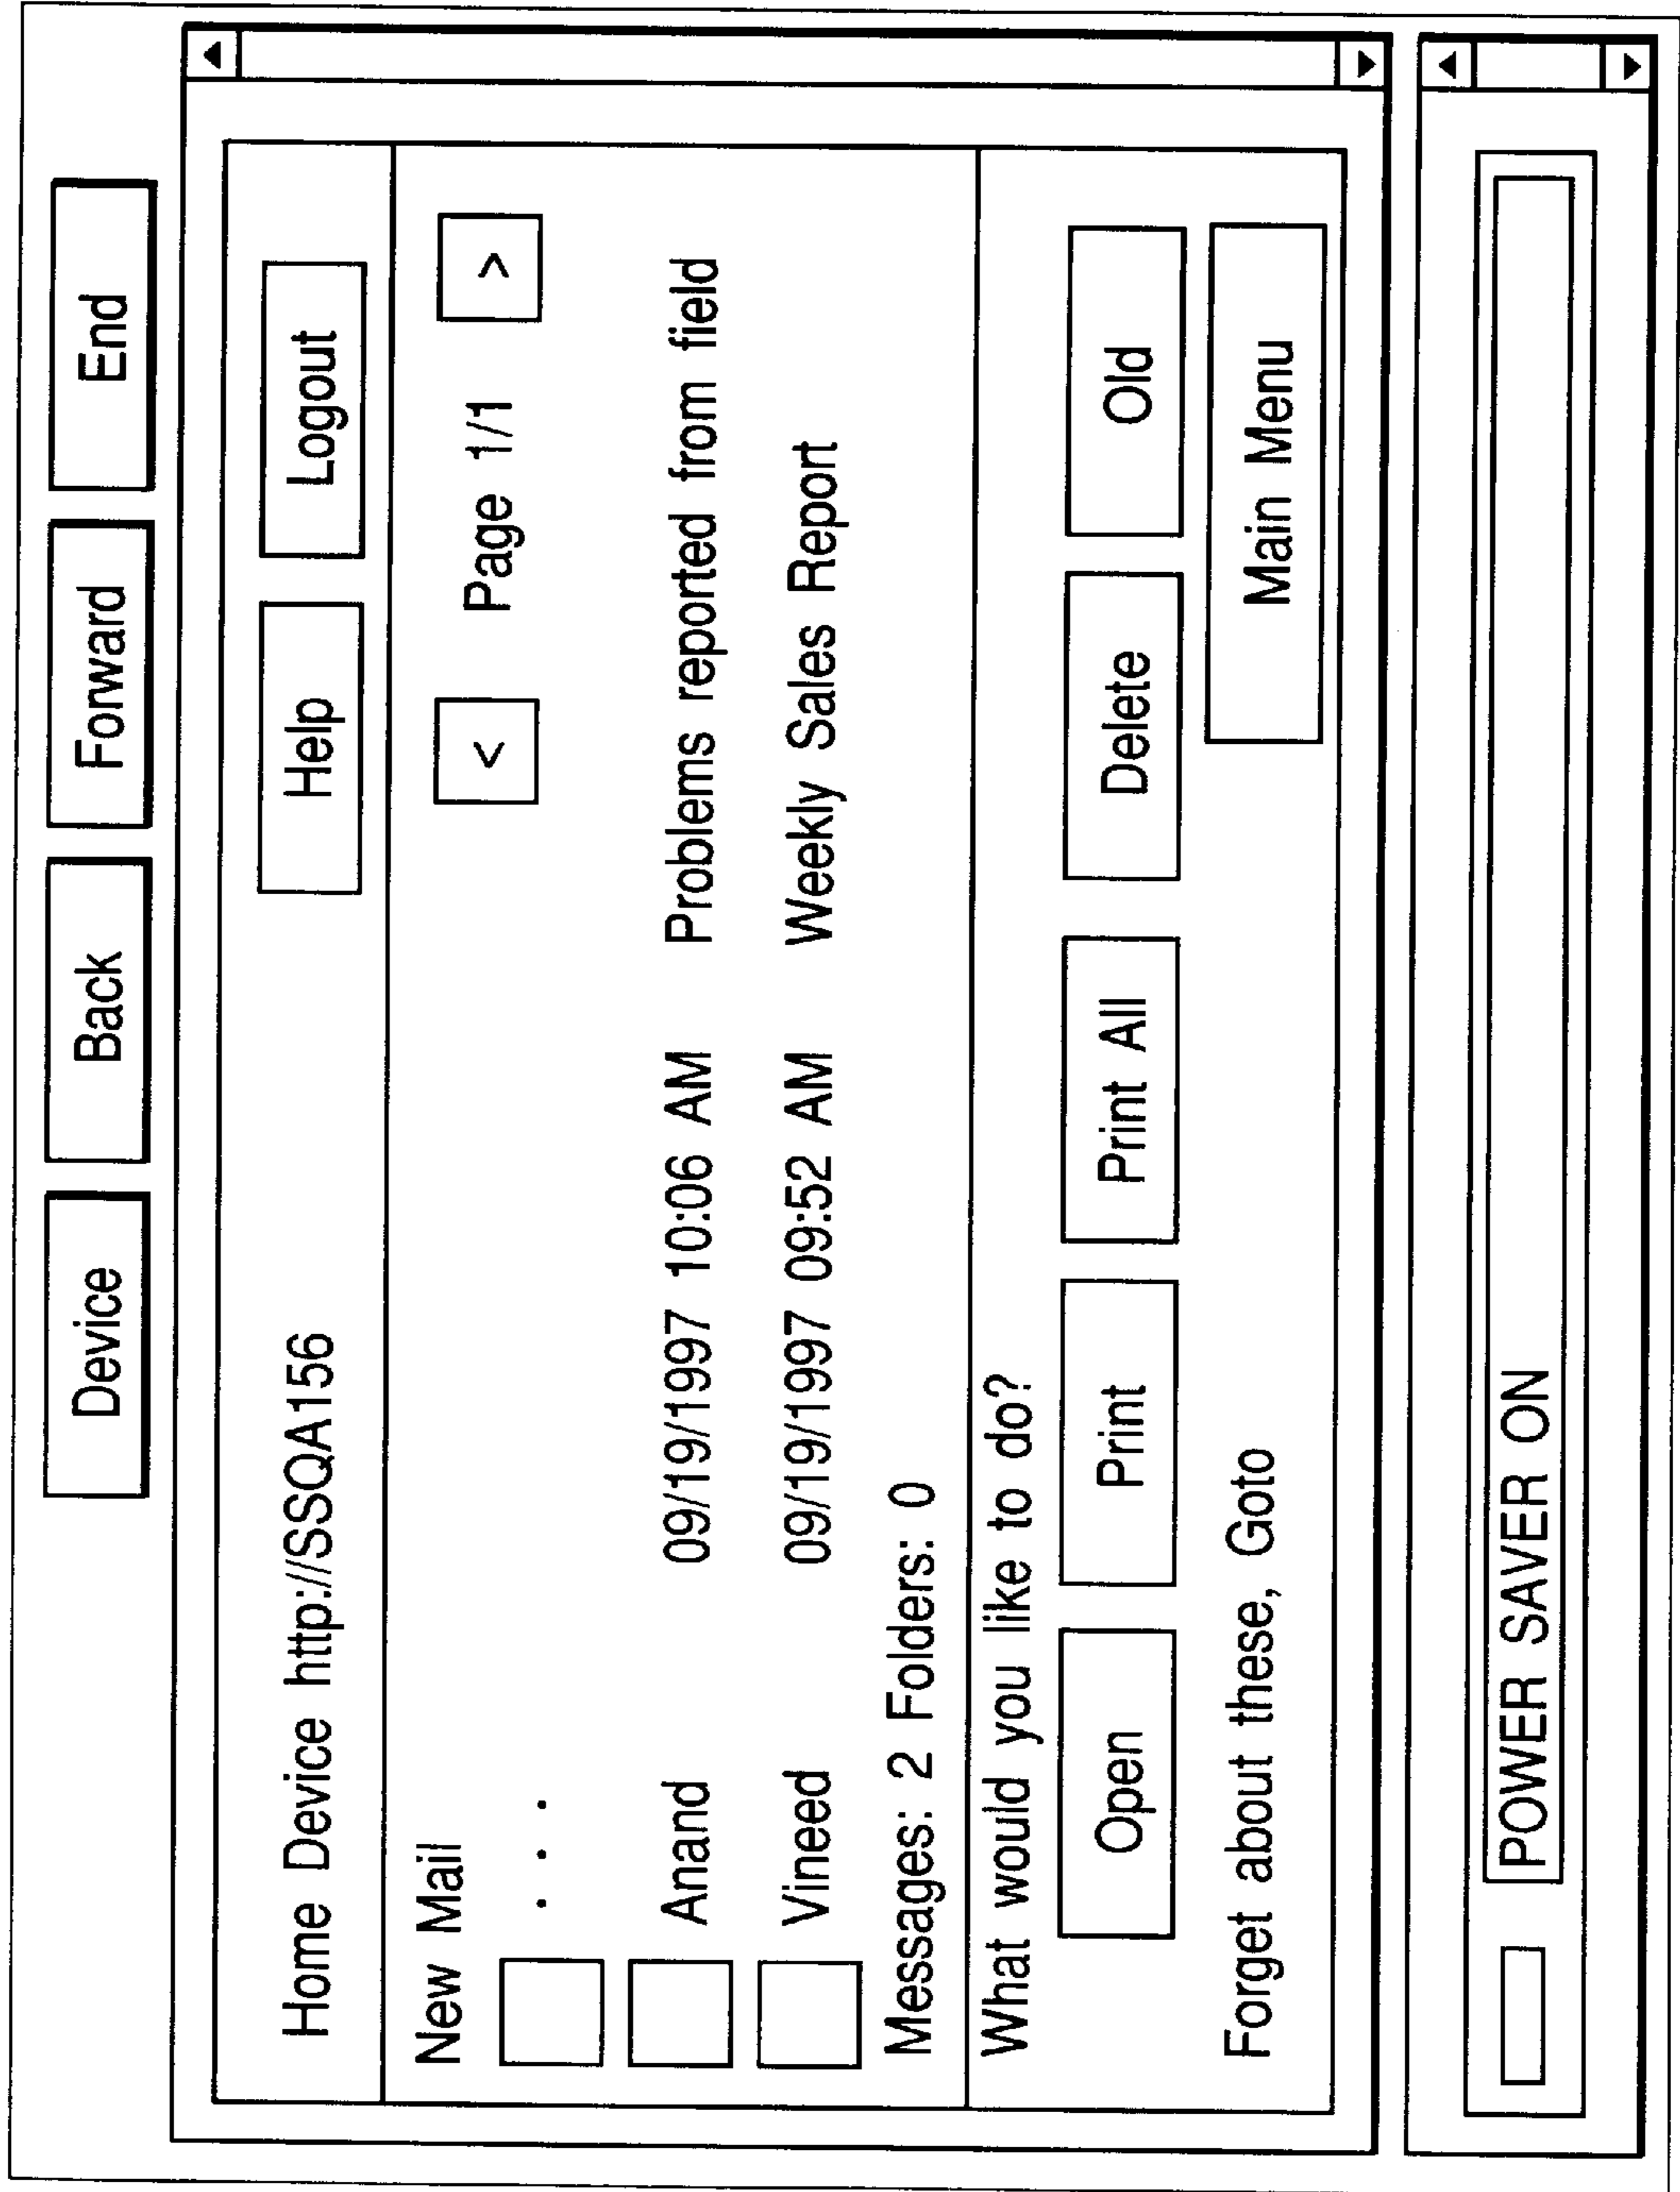 Device Back Forward End
Home Device http://SSQA156 Help Logout
New Mail
. . . < Page 1/1 >
Anand 09/19/1997 10:06 AM Problems reported from field
Vineed 09/19/1997 09:52 AM Weekly Sales Report
Messages: 2 Folders: 0
What would you like to do?
Open Print Print All Delete Old
Forget about these, Goto Main Menu
POWER SAVER ON